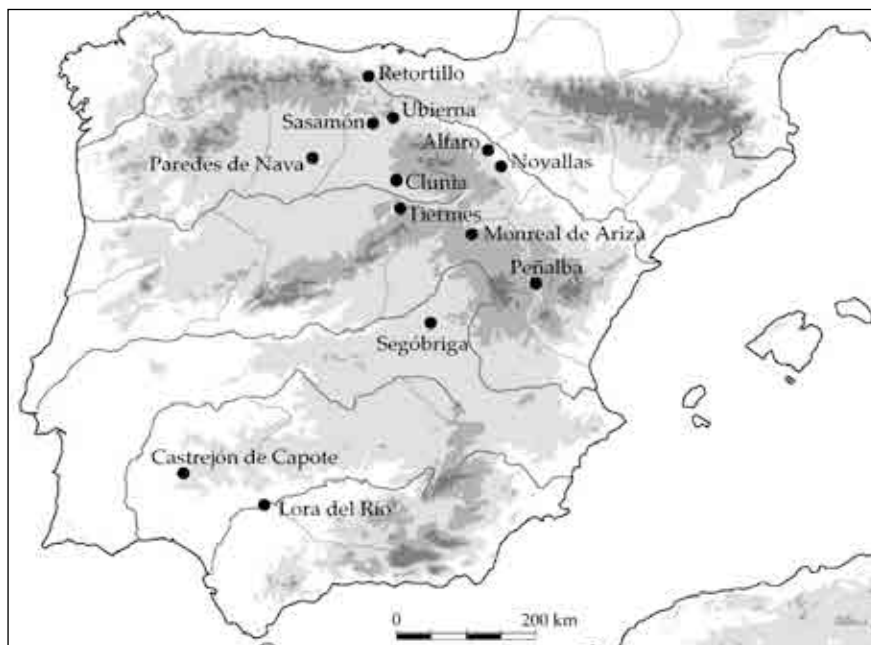 Retortillo
Ubierna
Sasamón
Alfaro
Novallas
Paredes de Nava
Clunia
Tiermes
Monreal de Ariza
Peñalba
Segóbriga
Castrejón de Capote
Lora del Río
0 200 km